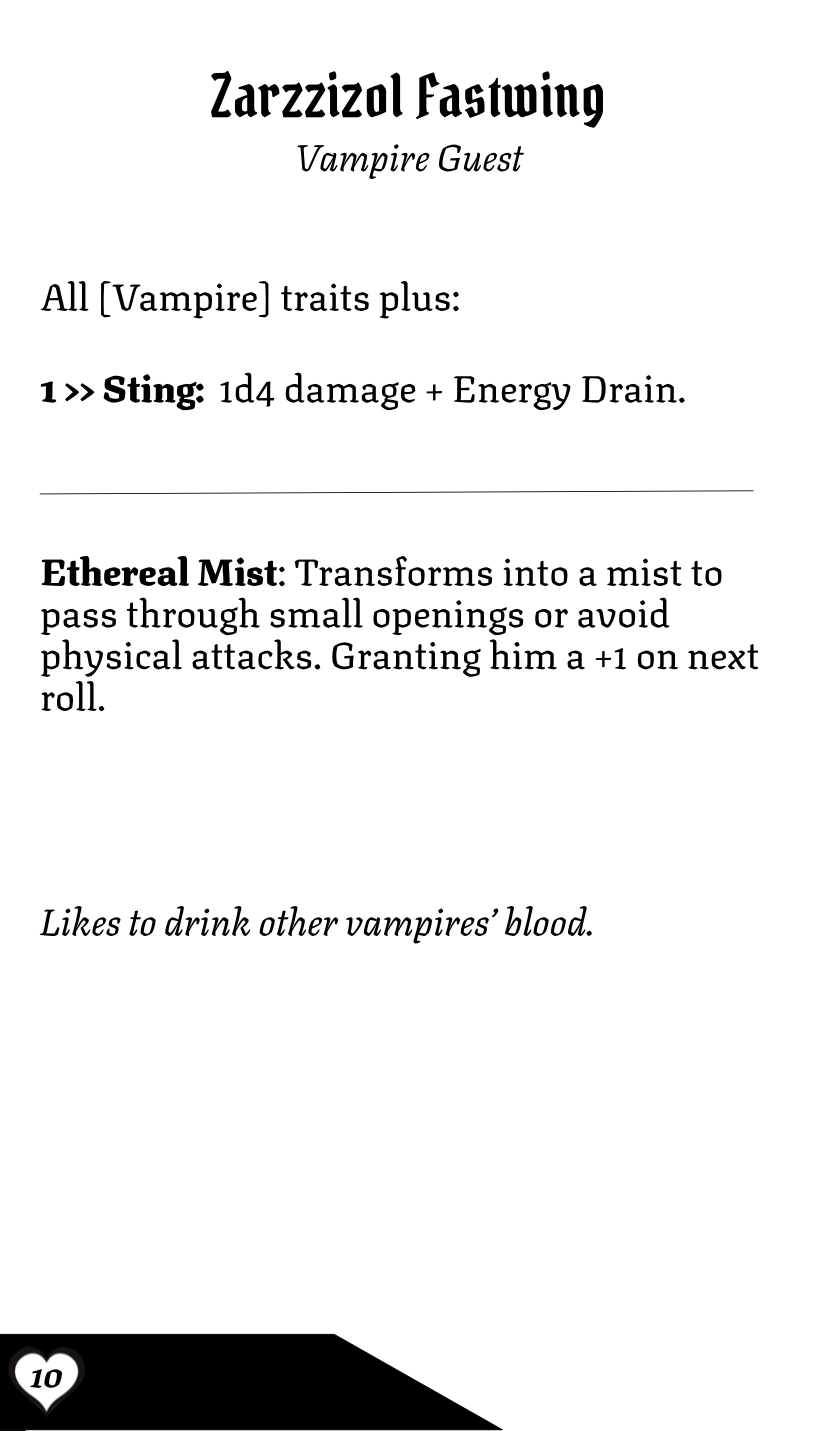 Zarzzizol Fastwing
Vampire Guest
All [Vampire] traits plus:
1 >> Sting: 1d4 damage + Energy Drain.
Ethereal Mist: Transforms into a mist to
pass through small openings or avoid
physical attacks. Granting him a +1 on next
roll.
Likes to drink other vampires’ blood.
10